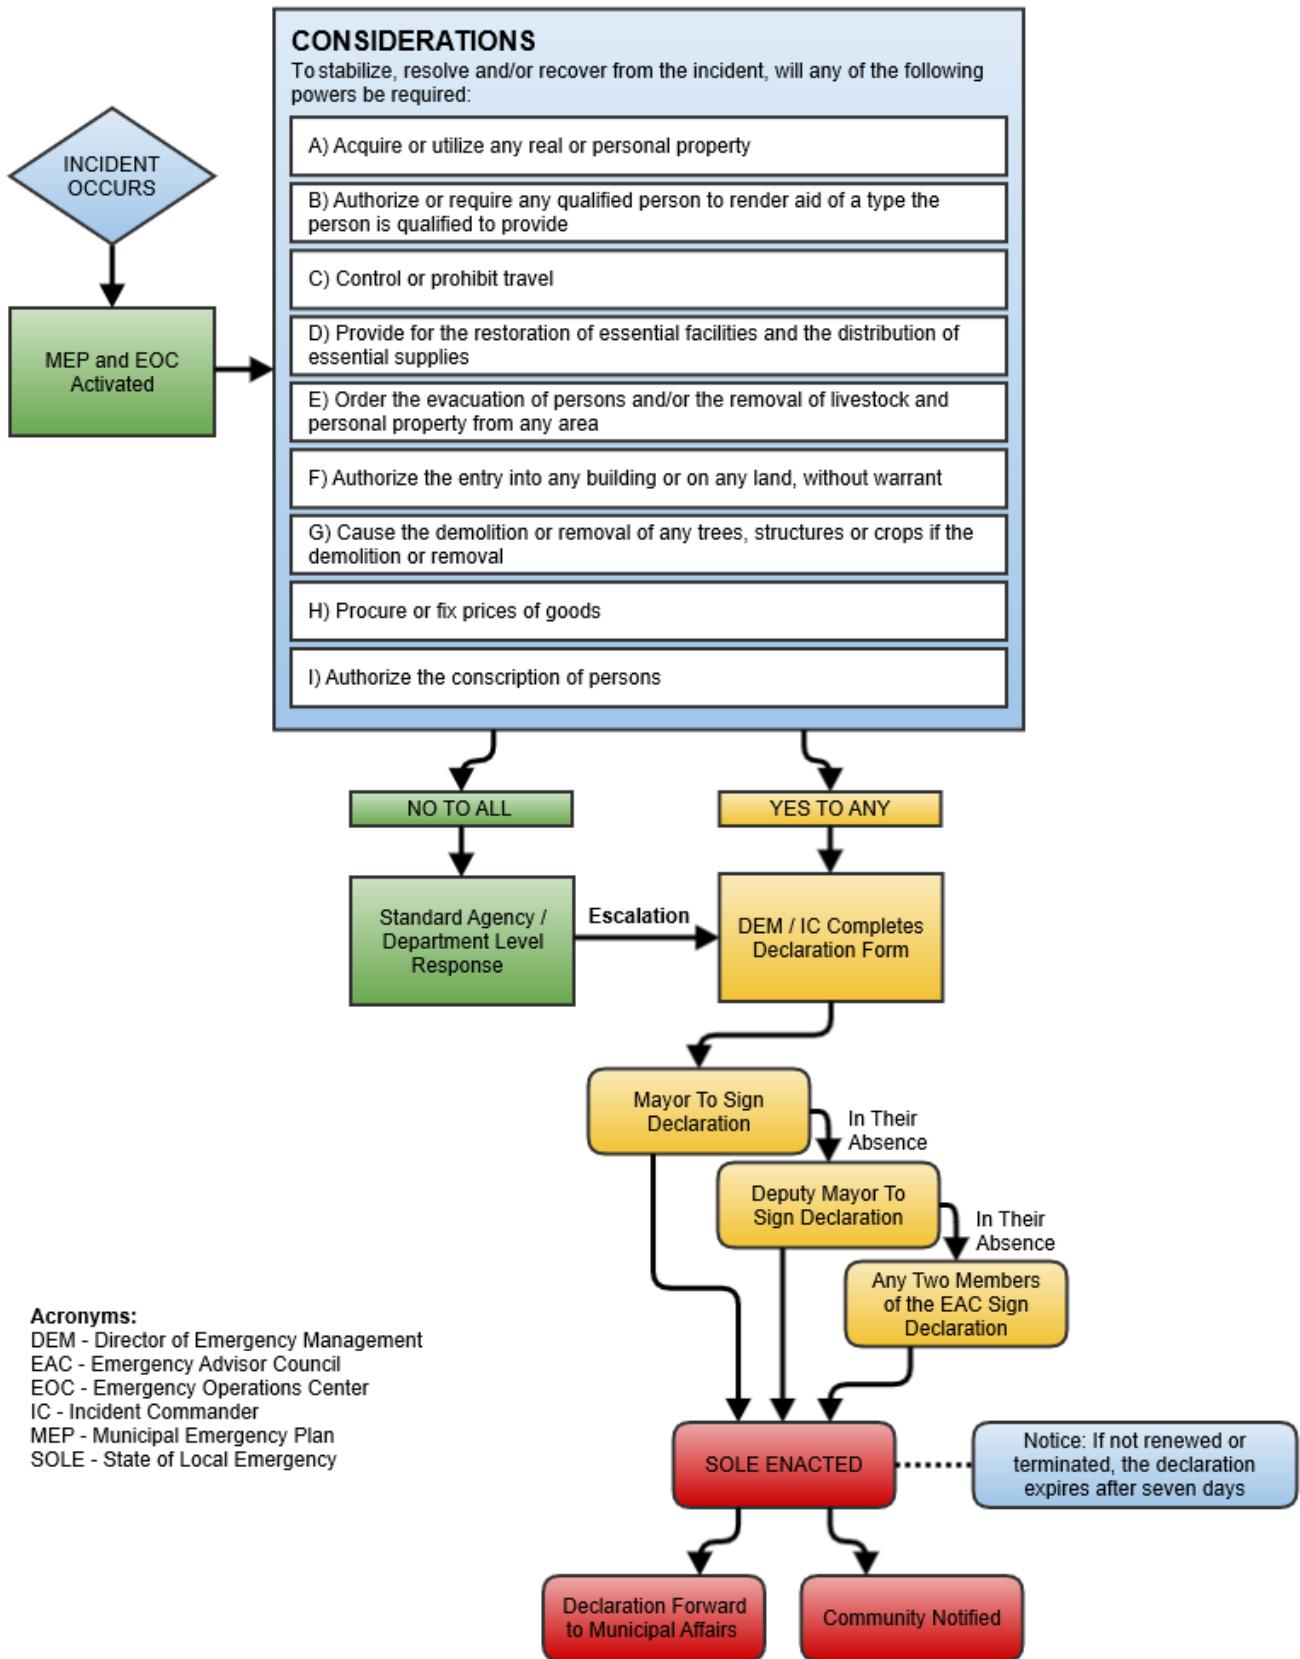 CONSIDERATIONS
To stabilize, resolve and/or recover from the incident, will any of the following
powers be required:
INCIDENT
OCCURS
MEP and EOC
Activated
A) Acquire or utilize any real or personal property
B) Authorize or require any qualified person to render aid of a type the
person is qualified to provide
C) Control or prohibit travel
D) Provide for the restoration of essential facilities and the distribution of
essential supplies
E) Order the evacuation of persons and/or the removal of livestock and
personal property from any area
F) Authorize the entry into any building or on any land, without warrant
G) Cause the demolition or removal of any trees, structures or crops if the
demolition or removal
H) Procure or fix prices of goods
I) Authorize the conscription of persons
NO TO ALL
YES TO ANY
Standard Agency /
Department Level
Response
Escalation
DEM / IC Completes
Declaration Form
Mayor To Sign
Declaration
In Their
Absence
Deputy Mayor To
Sign Declaration
In Their
Absence
Any Two Members
of the EAC Sign
Declaration
Acronyms:
DEM - Director of Emergency Management
EAC - Emergency Advisor Council
EOC - Emergency Operations Center
IC - Incident Commander
MEP - Municipal Emergency Plan
SOLE - State of Local Emergency
SOLE ENACTED
Notice: If not renewed or
terminated, the declaration
expires after seven days
Declaration Forward
to Municipal Affairs
Community Notified